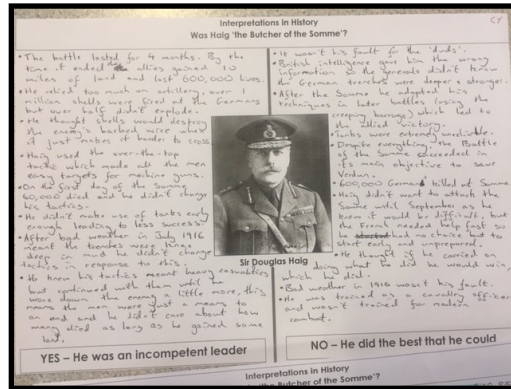 Interpretations in History
Was Haig 'the Butcher of the Somme'?
CY
• The battle lasted for 4 months. By the
time it ended the allies gained 10
miles of land and lost 600,000 lives.
• He relied too much on artillery, over 1
million shells were fired at the Germans
but over half didn't explode.
• He thought shells would destroy
the enemy's barbed wire when
it just makes it harder to cross.
• Haig used the over-the-top
tactic which made all the men
easy targets for machine guns.
• On the first day of the Somme
60,000 died and he didn't change
his tactics.
• He didn't make use of tanks early
enough leading to less success.
• After bad weather in July 1916
meant the trenches were
deep in mud he didn't change
tactics in response to this.
• He knew his tactics meant heavy casualties
but continued with them until he
wore down the enemy little more, this
means the men were just a means to
an end and he didn't care about how
many died as long as he gained some
land.
YES – He was an incompetent leader
• It wasn't his fault for the 'duds'.
• British intelligence gave him the wrong
information so the generals didn't know
the German trenches were deeper & stronger.
• After the Somme he adapted his
techniques in later battles (using the
creeping barrage) which led to
the allied victory.
• Tanks were extremely unreliable.
• Despite everything, the Battle
of the Somme succeeded in
its main objective to save
Verdun.
• 600,000 Germans killed at Somme
• Haig didn't want to attack the
Somme until September as he
knew it would be difficult, but
the French needed help fast so
he had no choice but to
start early and unprepared.
• He thought if he carried on
doing what he did he would win,
which he did.
• Bad weather in 1916 wasn't his fault.
• He was trained as a cavalry officer
and wasn't trained for modern
combat.
NO – He did the best that he could
Sir Douglas Haig
Interpretations in History
Was Haig 'the Butcher of the Somme'?